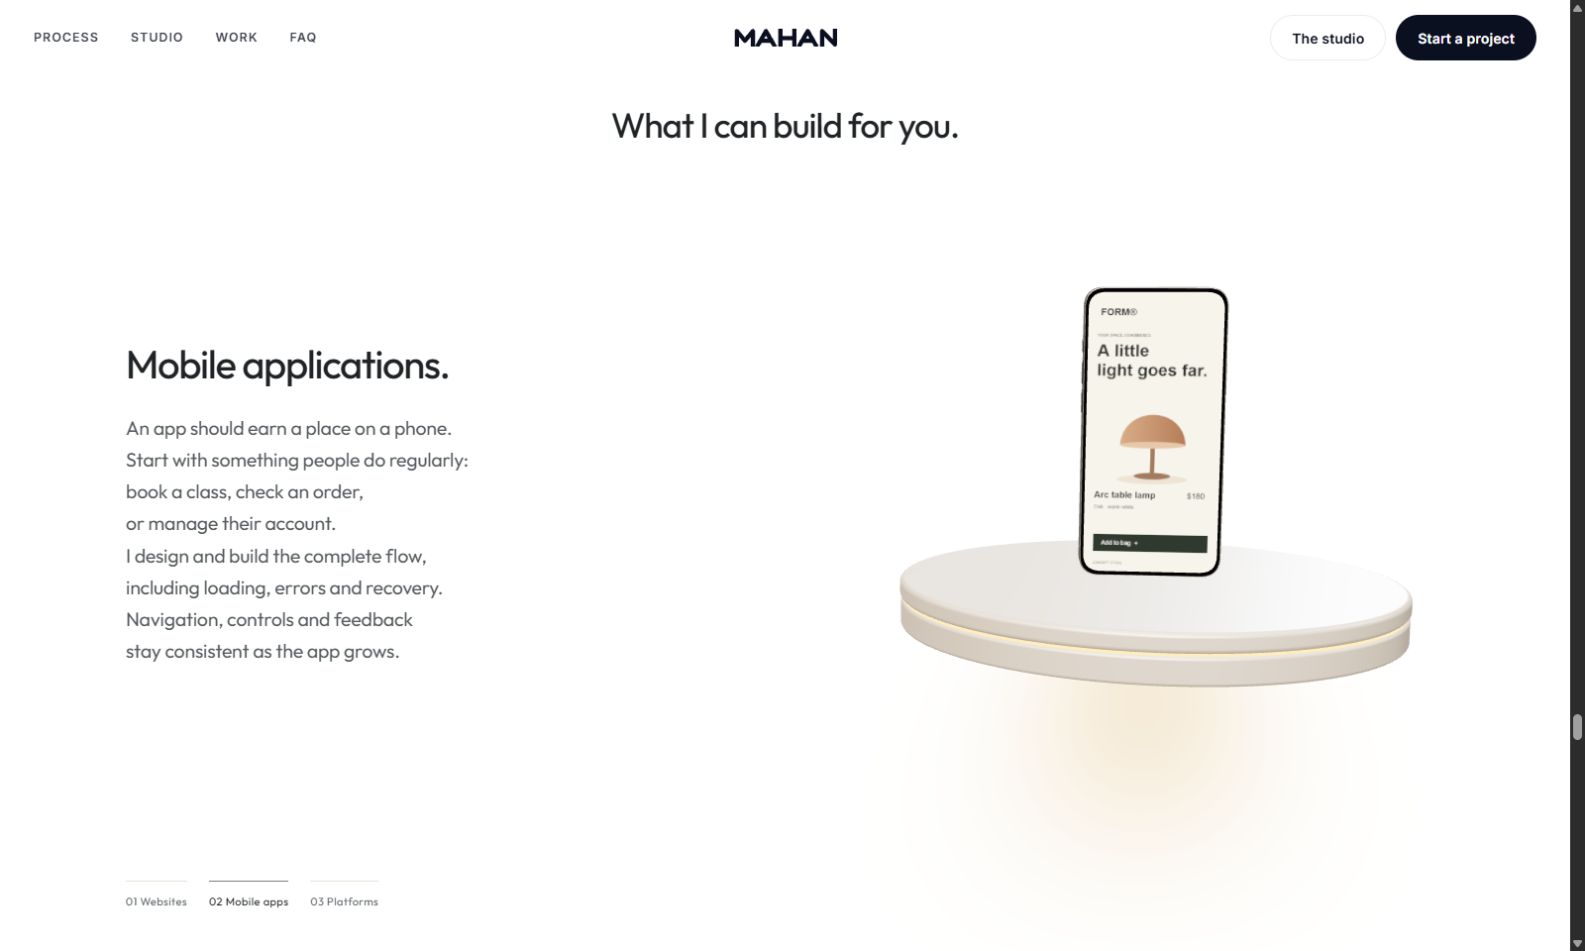 PROCESS
STUDIO
WORK
FAQ
MAHAN
The studio
Start a project
What I can build for you.
Mobile applications.
An app should earn a place on a phone.
Start with something people do regularly:
book a class, check an order,
or manage their account.
I design and build the complete flow,
including loading, errors and recovery.
Navigation, controls and feedback
stay consistent as the app grows.
FORM®
A little
light goes far.
Arc table lamp
$180
Add to bag +
01 Websites
02 Mobile apps
03 Platforms